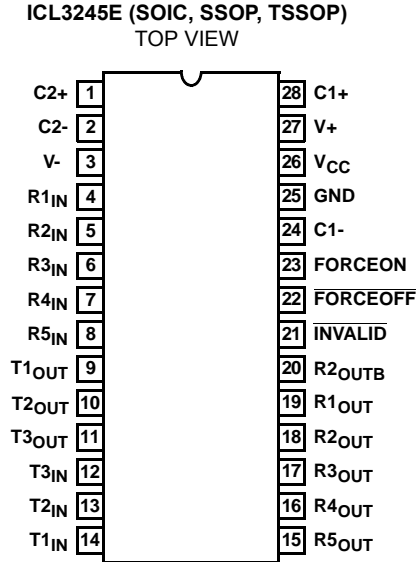 ICL3245E (SOIC, SSOP, TSSOP)
TOP VIEW
C2+ 1 28 C1+
C2- 2 27 V+
V- 3 26 VCC
R1IN 4 25 GND
R2IN 5 24 C1-
R3IN 6 23 FORCEON
R4IN 7 22 FORCEOFF
R5IN 8 21 INVALID
T1OUT 9 20 R2OUTB
T2OUT 10 19 R1OUT
T3OUT 11 18 R2OUT
T3IN 12 17 R3OUT
T2IN 13 16 R4OUT
T1IN 14 15 R5OUT